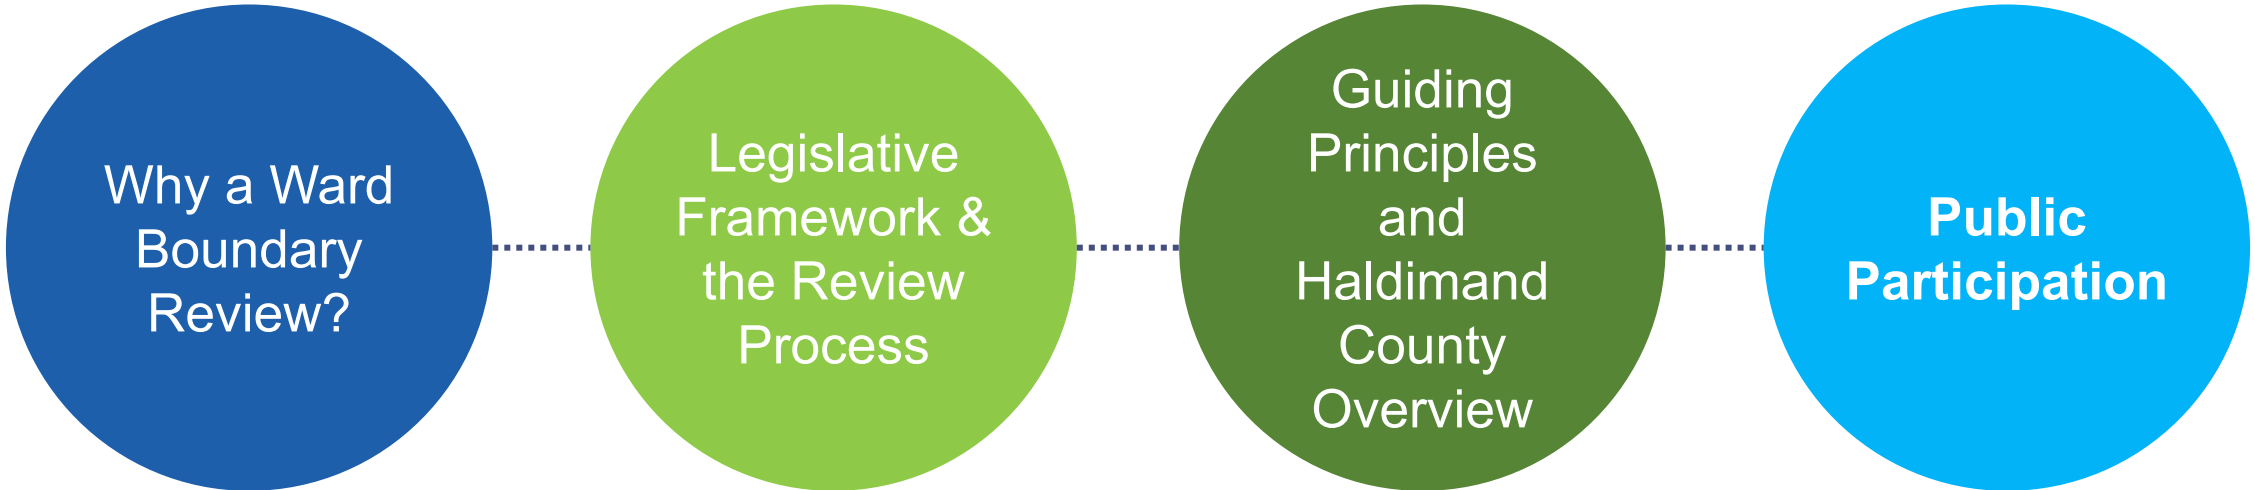 Why a Ward
Boundary
Review?
Legislative
Framework &
the Review
Process
Guiding
Principles
and
Haldimand
County
Overview
Public
Participation